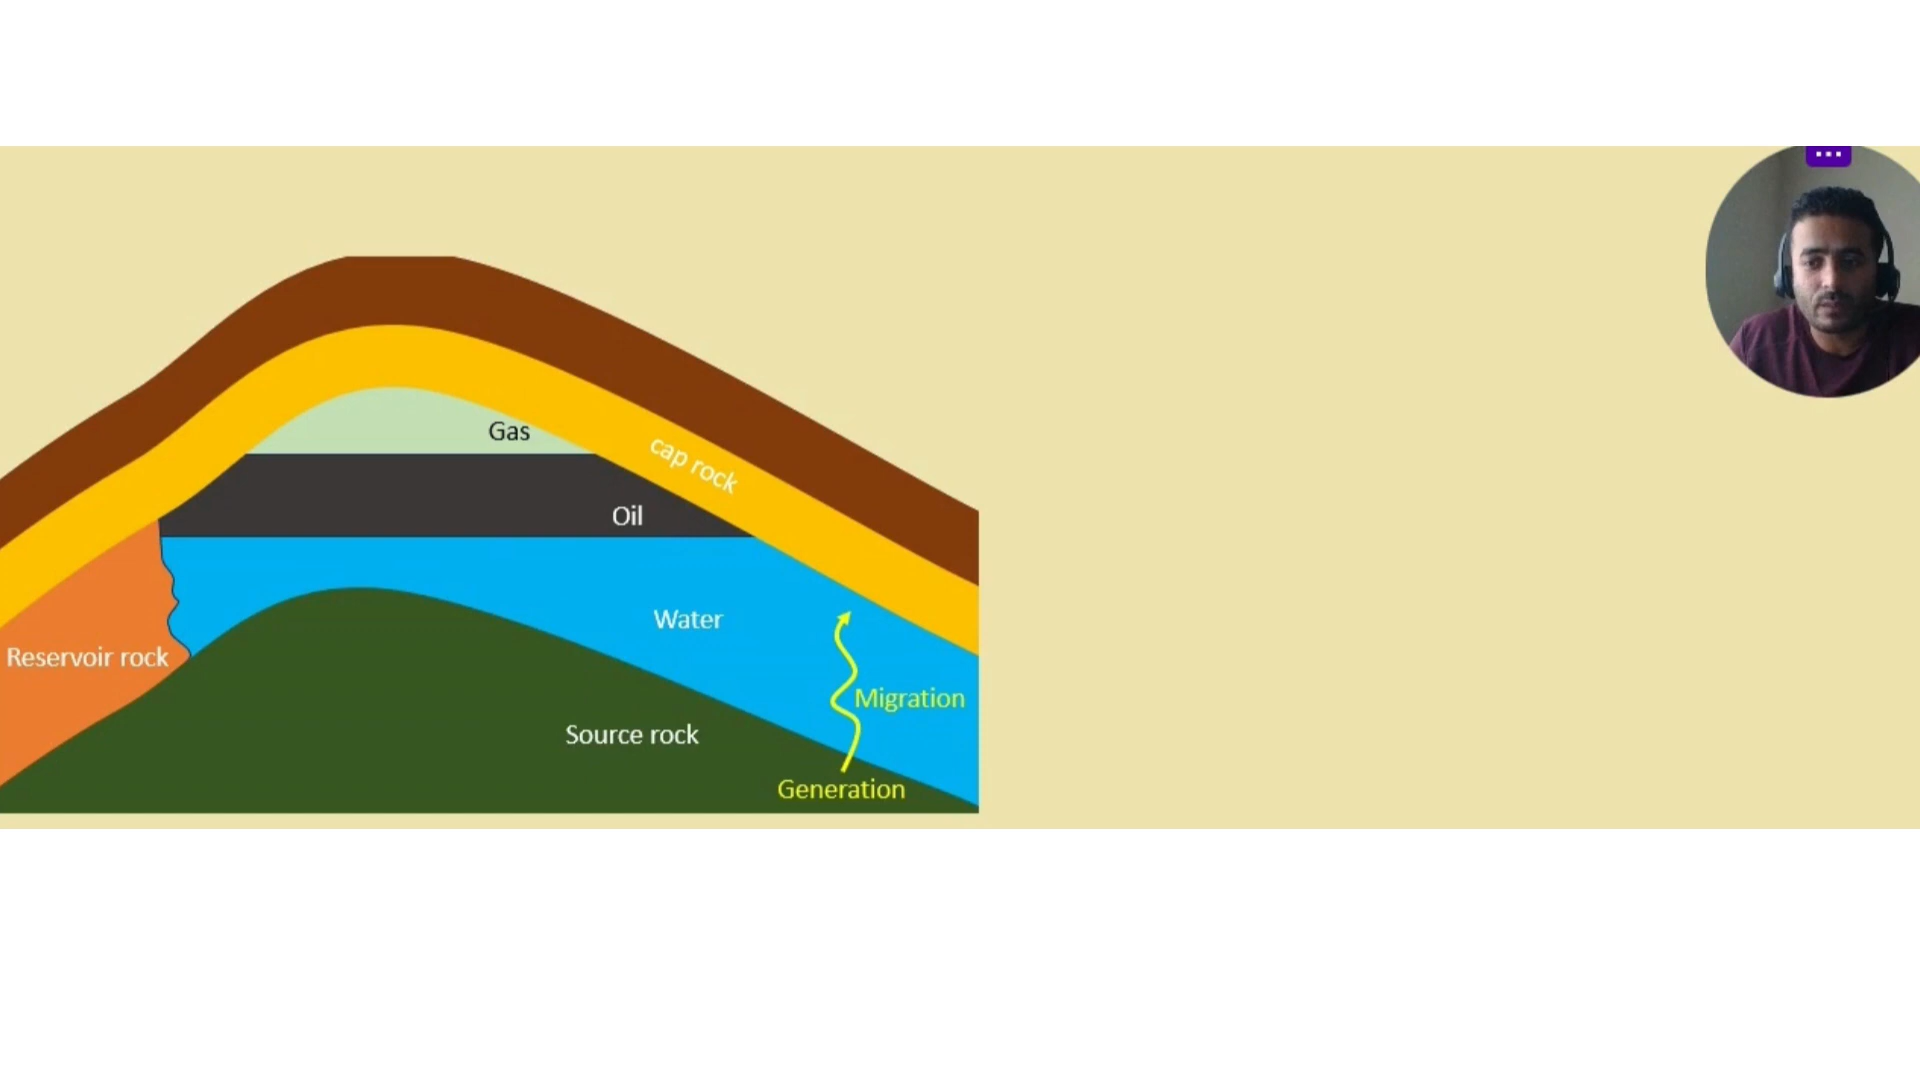 Gas
cap rock
Oil
Water
Reservoir rock
Migration
Source rock
Generation